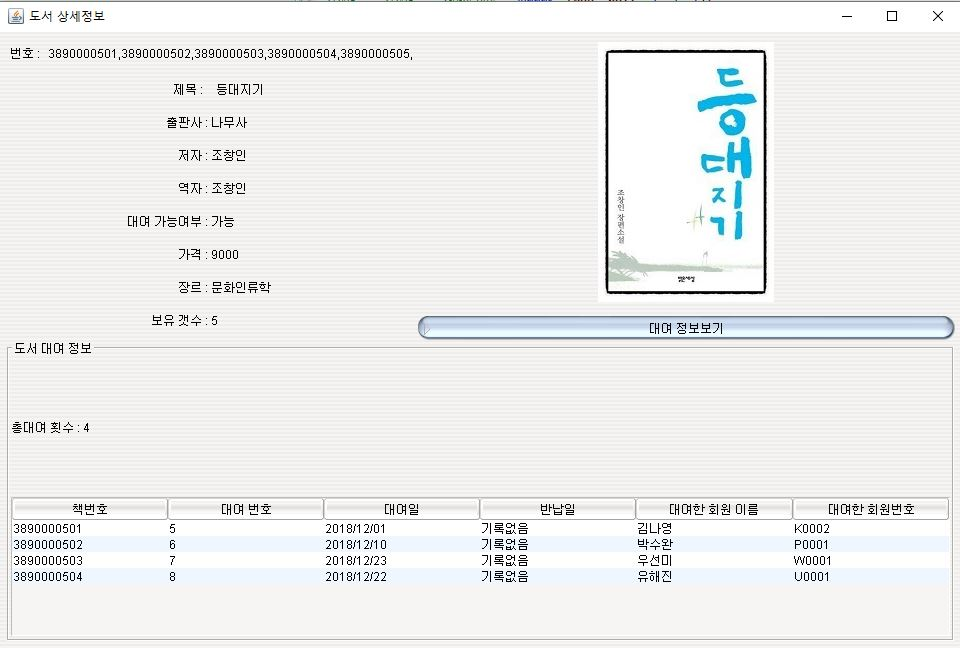 도서 상세정보
번호 : 3890000501,3890000502,3890000503,3890000504,3890000505,
제목 : 등대지기
출판사 : 나무사
저자 : 조창인
역자 : 조창인
대여 가능여부 : 가능
가격 : 9000
장르 : 문화인류학
보유 갯수 : 5
등대지기
조창인 장편소설
대여 정보보기
도서 대여 정보
총대여 횟수 : 4
책번호 대여 번호 대여일 반납일 대여한 회원 이름 대여한 회원번호
3890000501 5 2018/12/01 기록없음 김나영 K0002
3890000502 6 2018/12/10 기록없음 박수완 P0001
3890000503 7 2018/12/23 기록없음 우선미 W0001
3890000504 8 2018/12/22 기록없음 유해진 U0001